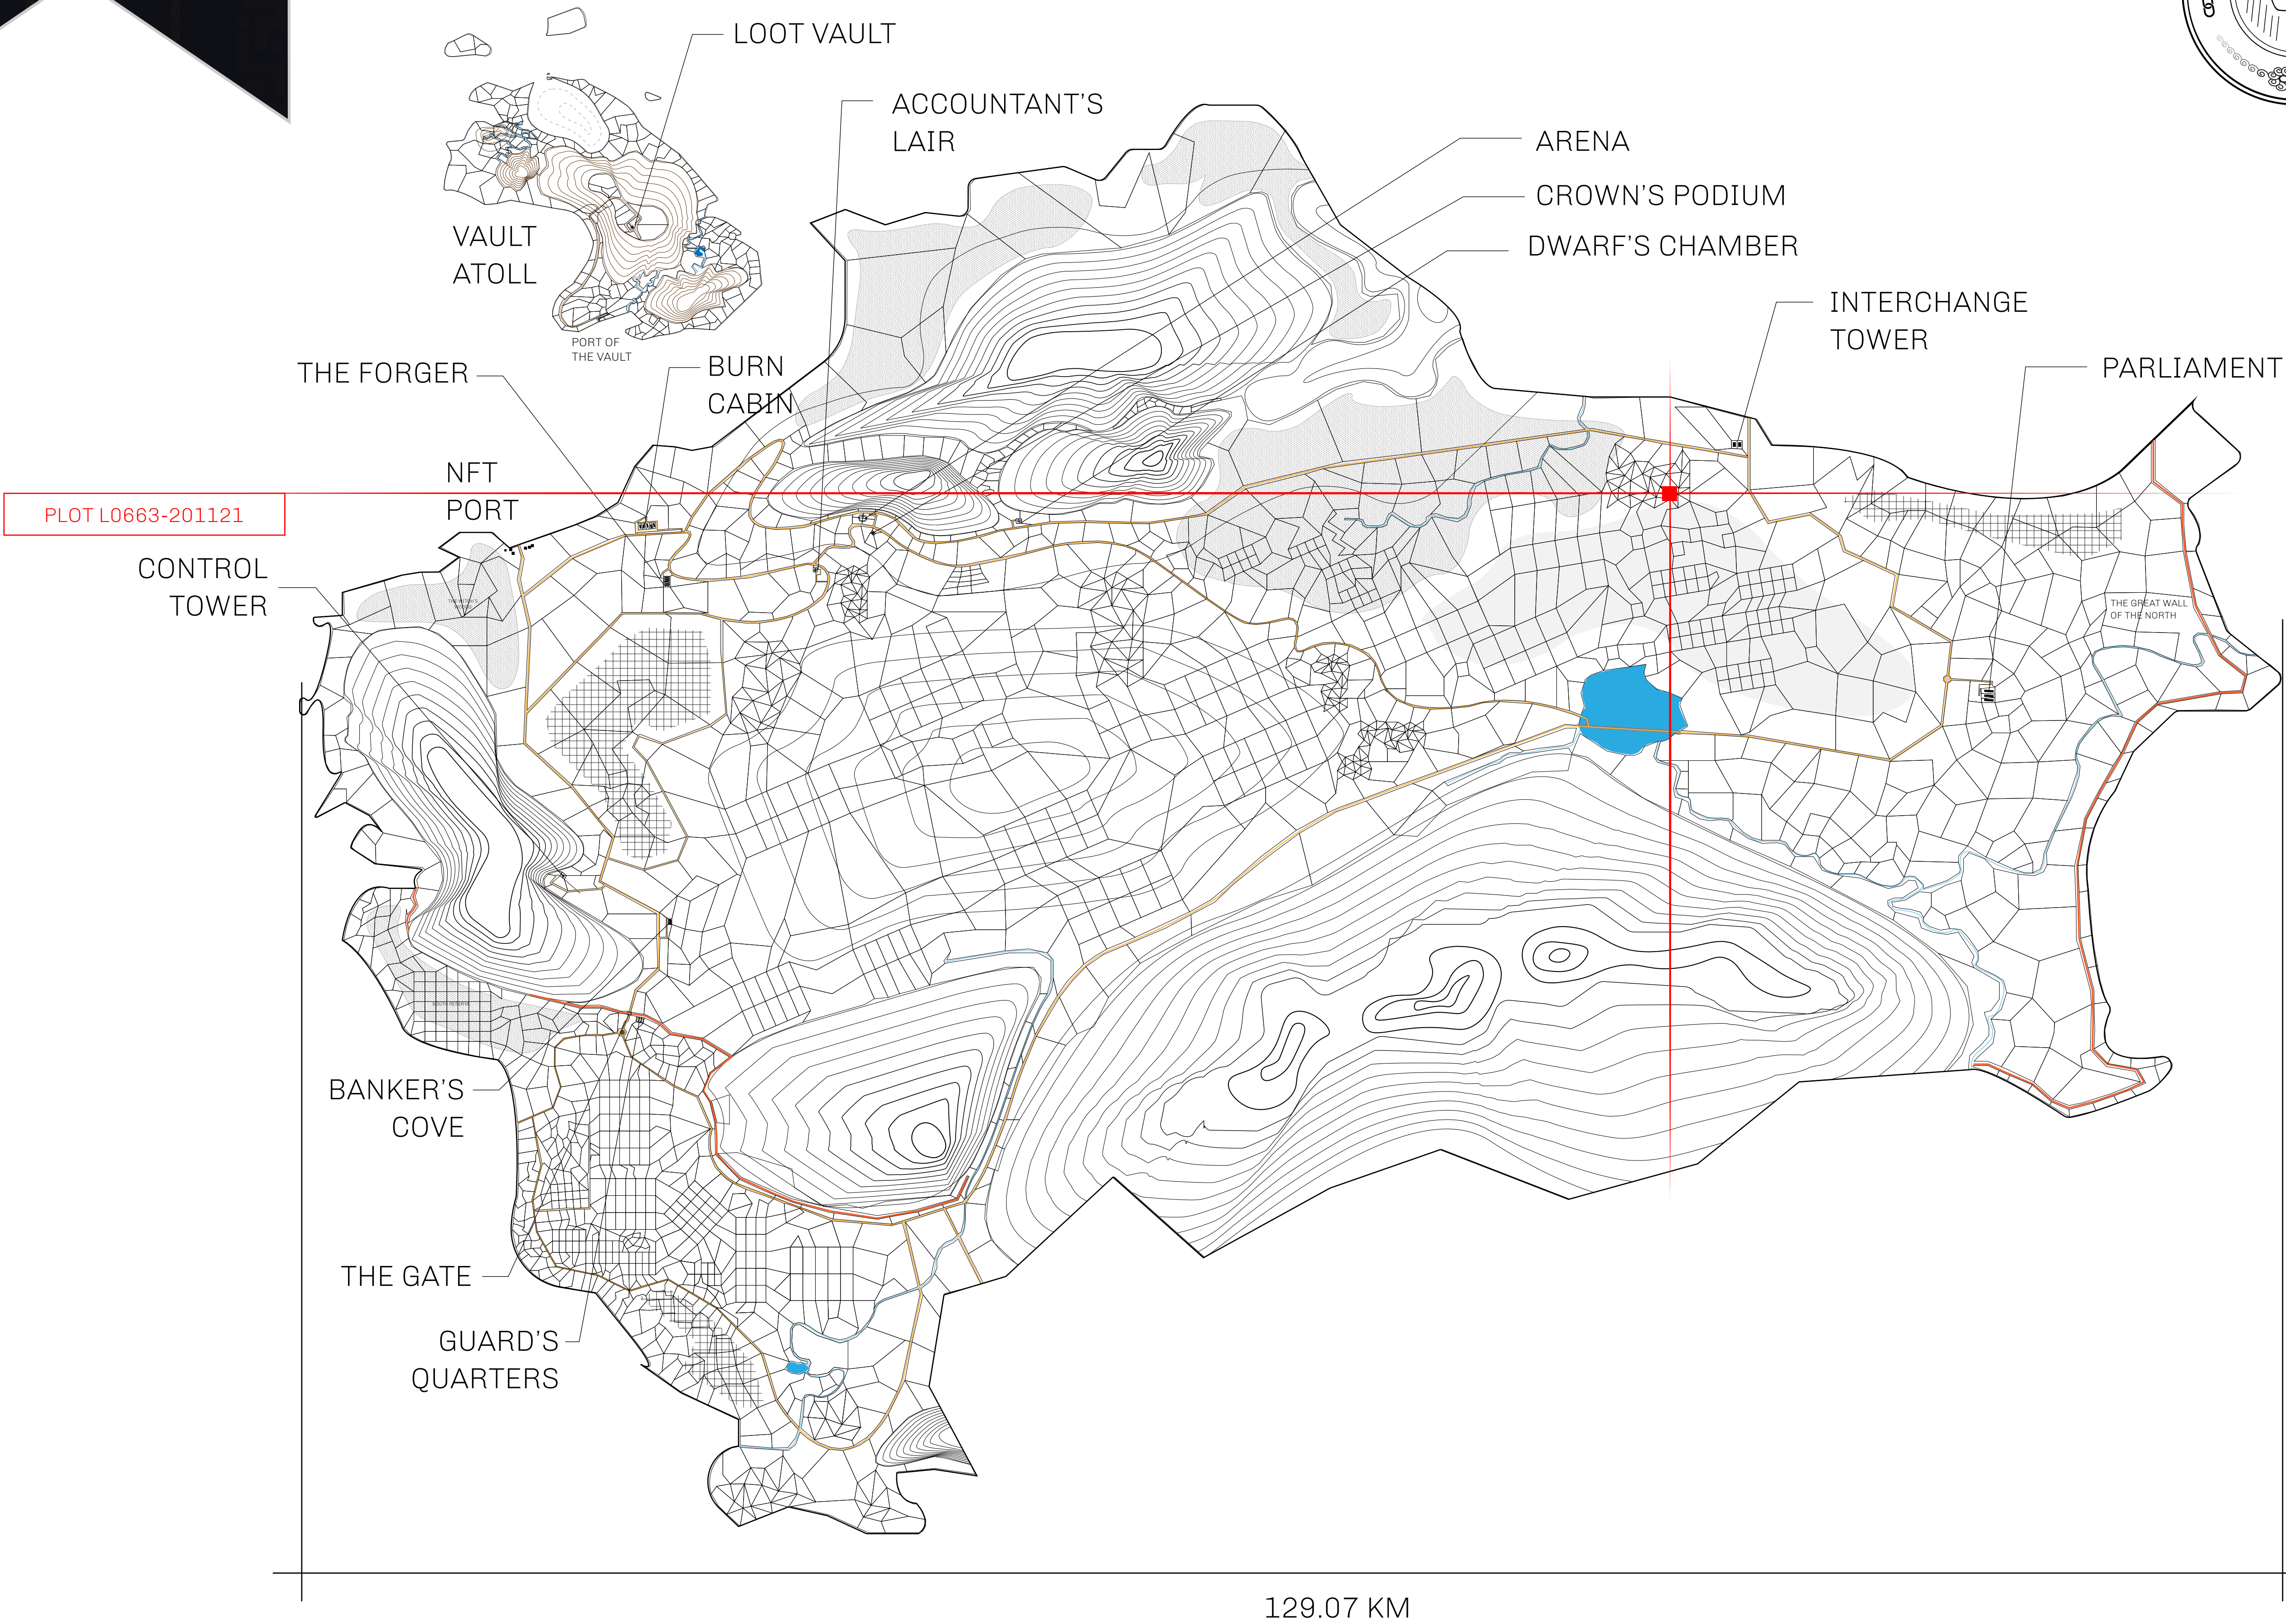 LOOT VAULT
ACCOUNTANT'S
LAIR
ARENA
CROWN'S PODIUM
DWARF'S CHAMBER
VAULT
ATOLL
INTERCHANGE
TOWER
PORT OF
THE VAULT
THE FORGER
BURN
CABIN
PARLIAMENT
NFT
PORT
PLOT L0663-201121
CONTROL
TOWER
THE GREAT WALL
OF THE NORTH
SOUTH RESERVE
BANKER'S
COVE
THE GATE
GUARD'S
QUARTERS
129.07 KM